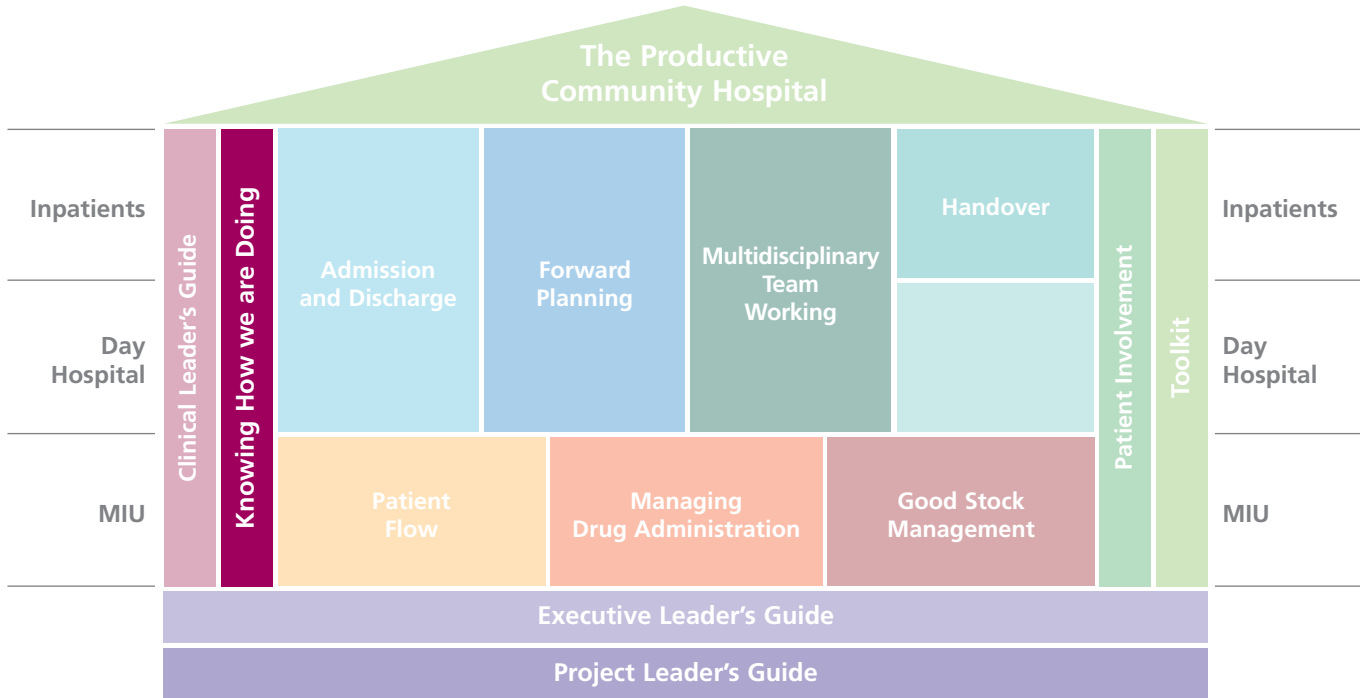 The Productive
Community Hospital
Inpatients
Day
Hospital
MIU
Clinical Leader's Guide
Knowing How we are Doing
Admission
and Discharge
Forward
Planning
Multidisciplinary
Team
Working
Handover
Patient
Flow
Managing
Drug Administration
Good Stock
Management
Patient Involvement
Toolkit
Inpatients
Day
Hospital
MIU
Executive Leader's Guide
Project Leader's Guide